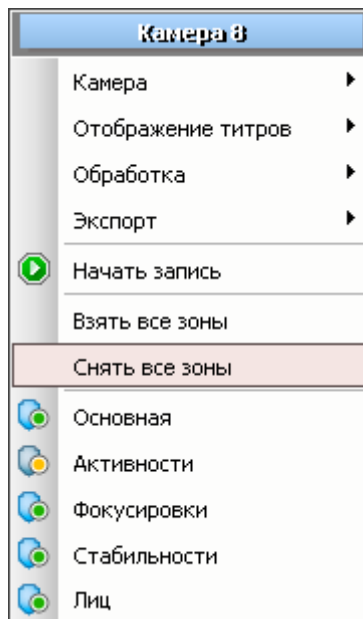 Камера 8
Камера
Отображение титров
Обработка
Экспорт
Начать запись
Взять все зоны
Снять все зоны
Основная
Активности
Фокусировки
Стабильности
Лиц